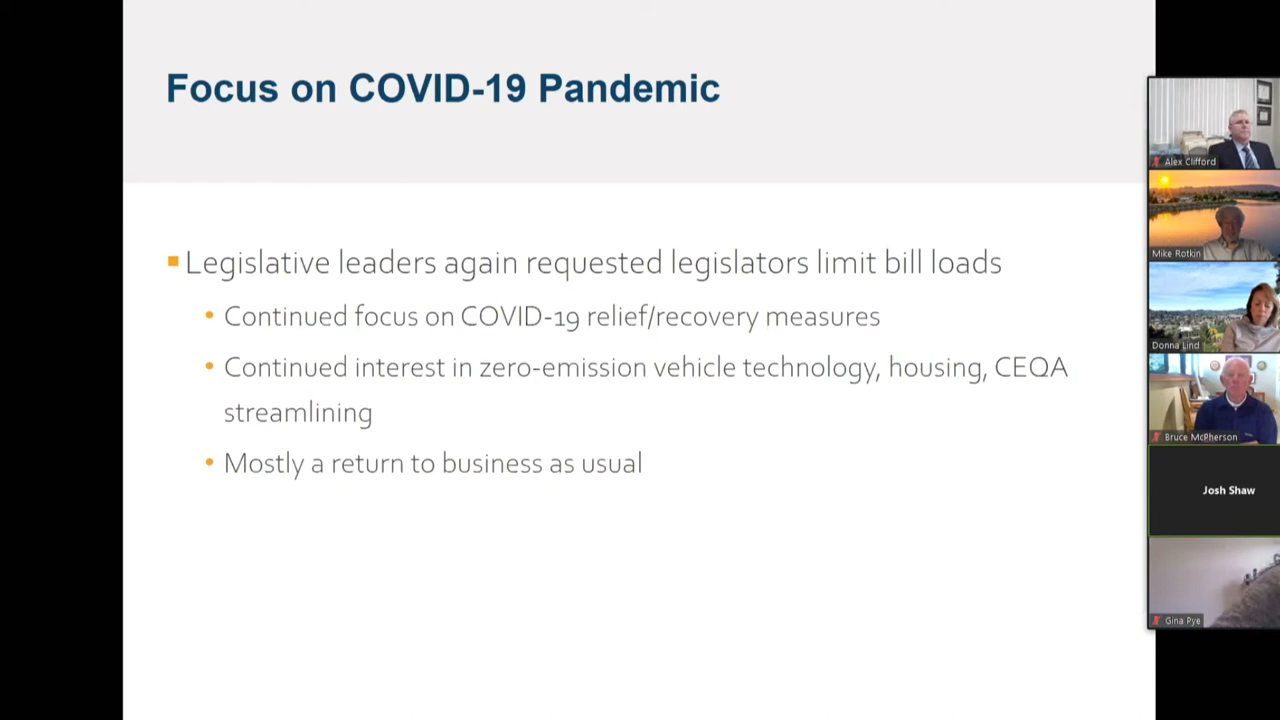 Focus on COVID-19 Pandemic
Legislative leaders again requested legislators limit bill loads
Continued focus on COVID-19 relief/recovery measures
Continued interest in zero-emission vehicle technology, housing, CEQA
streamlining
Mostly a return to business as usual
Alex Clifford
Mike Rotkin
Donna Lind
Bruce McPherson
Josh Shaw
Gina Pye